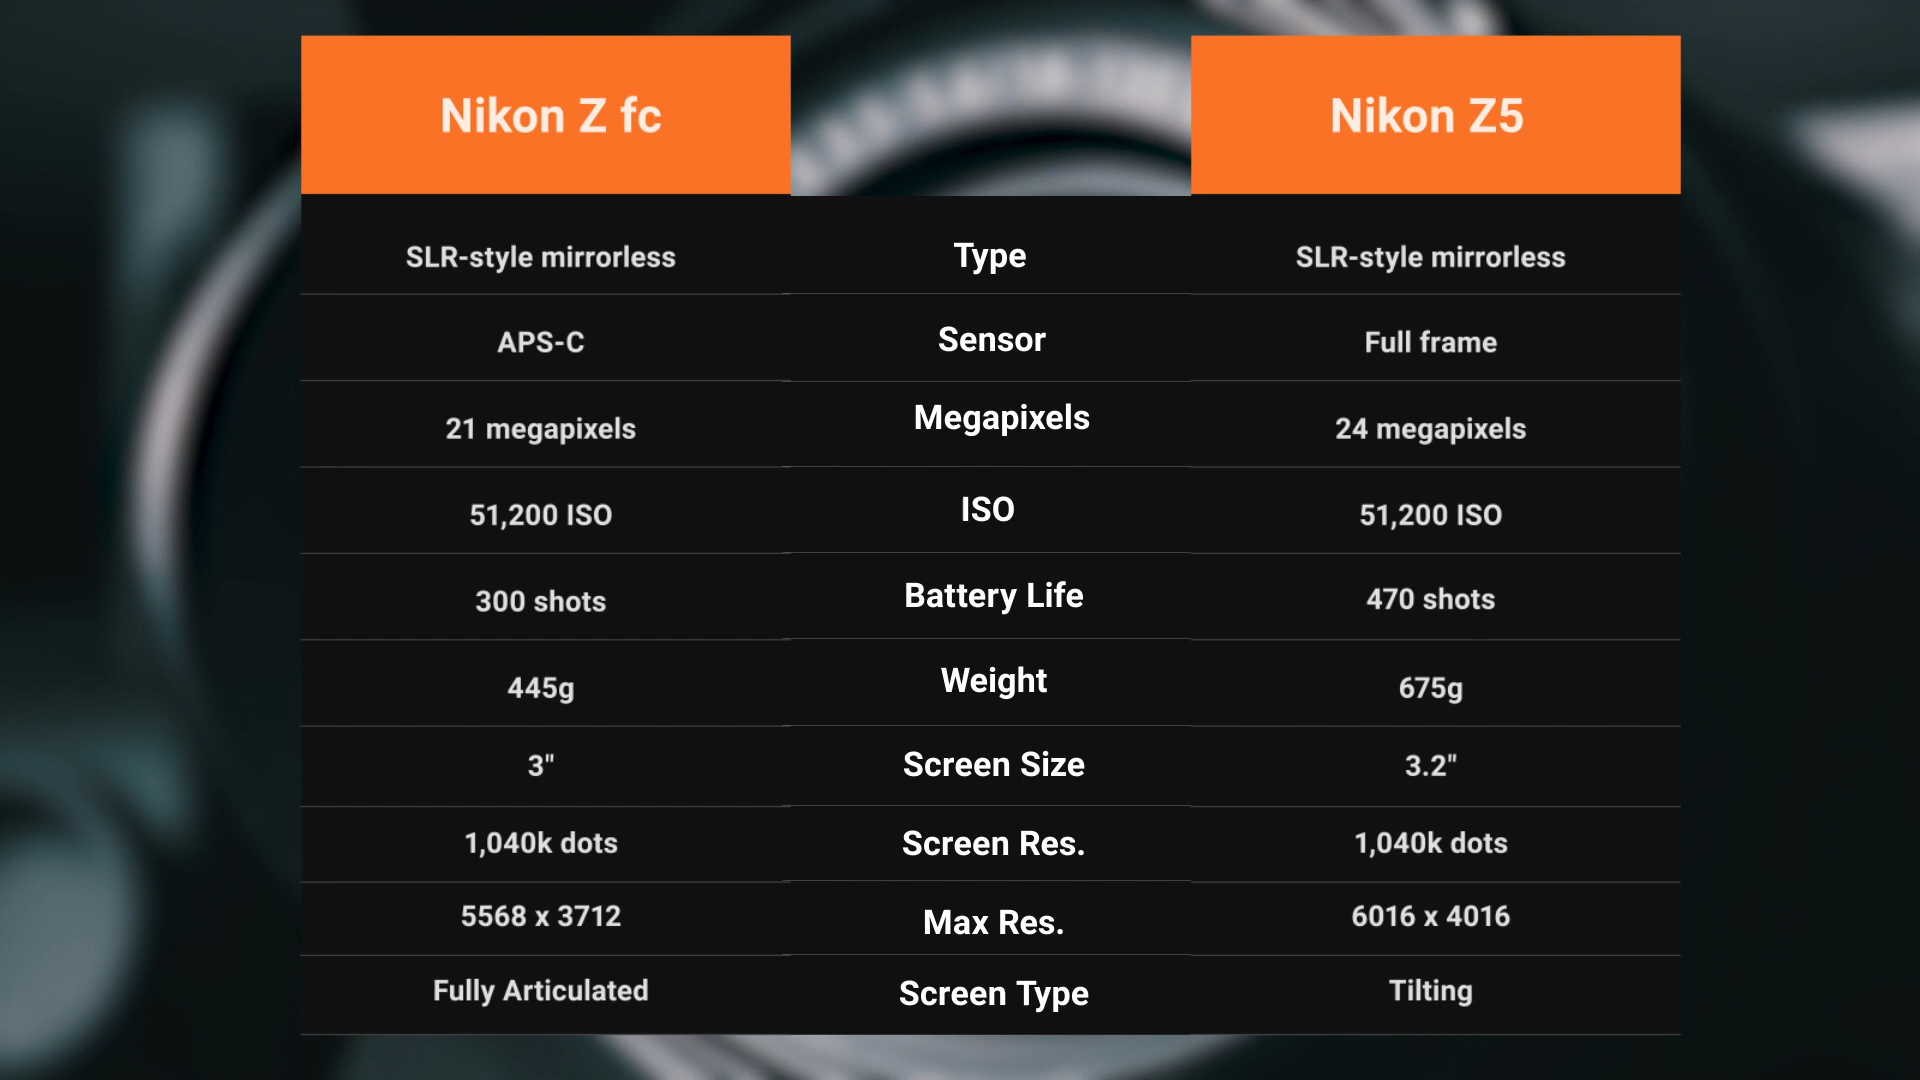 Nikon Z fc
Nikon Z5
SLR-style mirrorless
Type
SLR-style mirrorless
APS-C
Sensor
Full frame
21 megapixels
Megapixels
24 megapixels
51,200 ISO
ISO
51,200 ISO
300 shots
Battery Life
470 shots
445g
Weight
675g
3"
Screen Size
3.2"
1,040k dots
Screen Res.
1,040k dots
5568 x 3712
Max Res.
6016 x 4016
Fully Articulated
Screen Type
Tilting